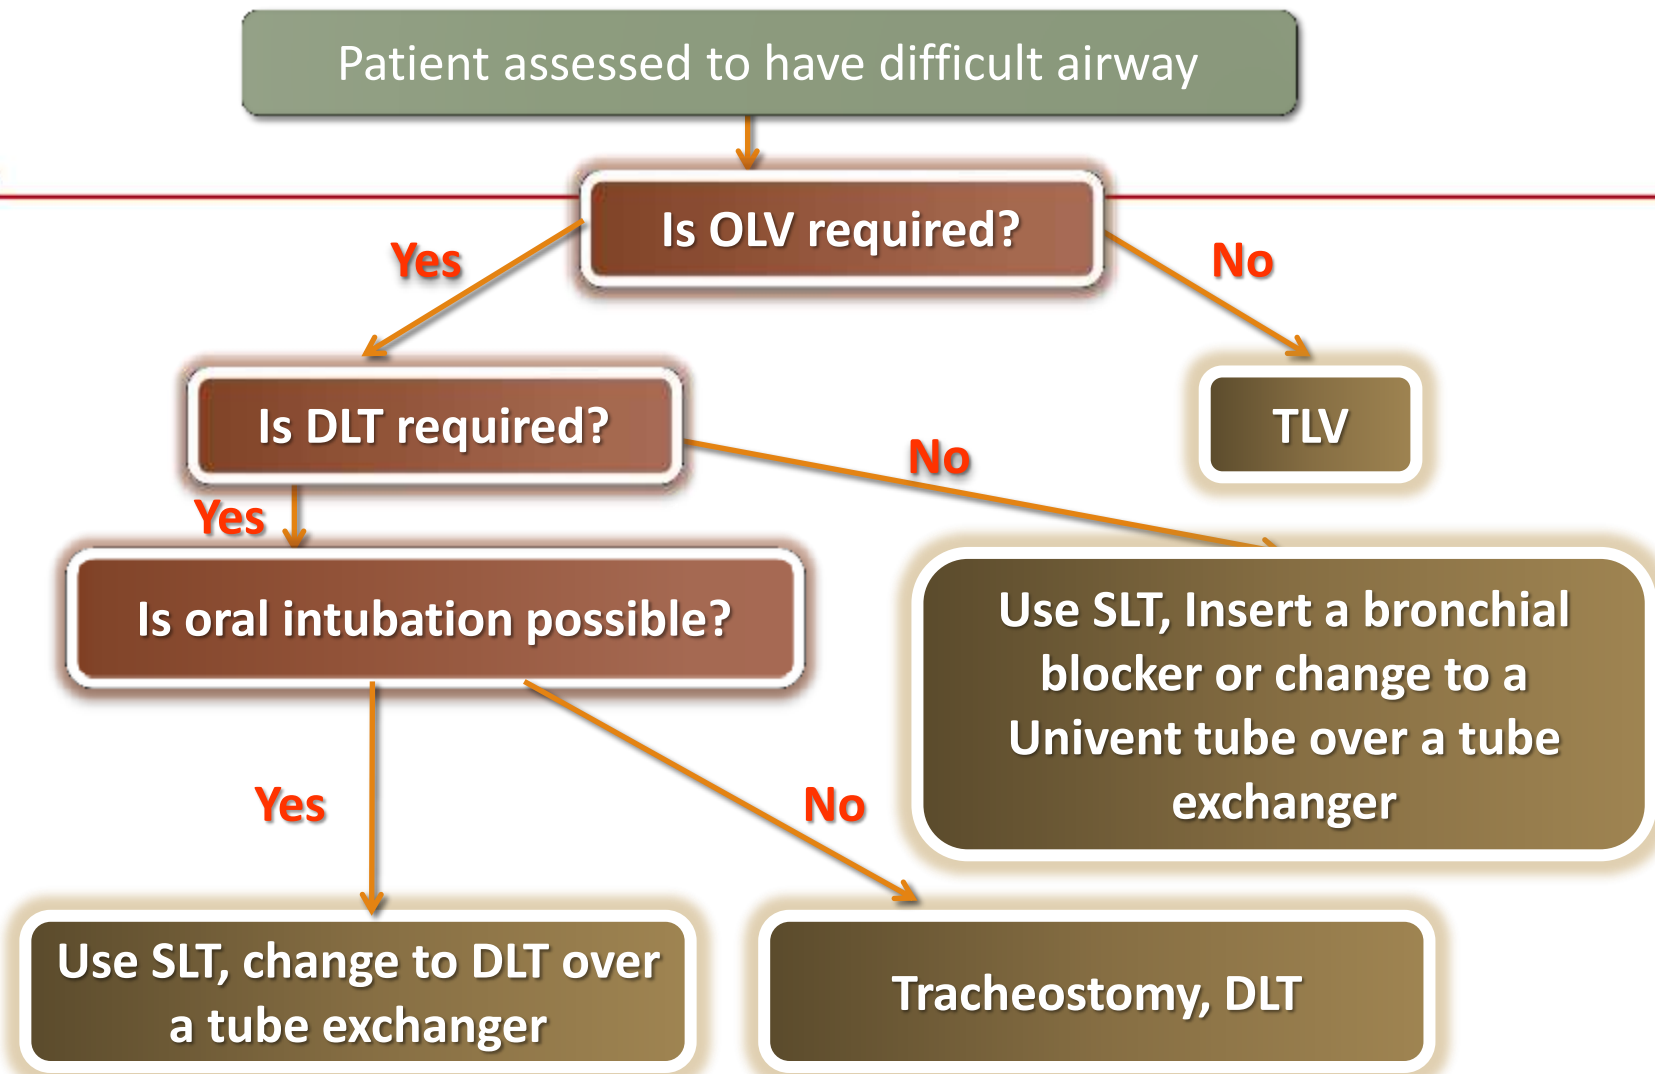 Patient assessed to have difficult airway
Is OLV required?
Yes
No
Is DLT required?
TLV
No
Yes
Is oral intubation possible?
Use SLT, Insert a bronchial
blocker or change to a
Univent tube over a tube
exchanger
Yes
No
Use SLT, change to DLT over
a tube exchanger
Tracheostomy, DLT